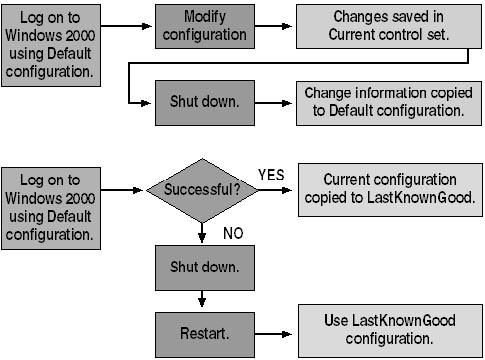 Log on to
Windows 2000
using Default
configuration.
Modify
configuration
Changes saved in
Current control set.
Shut down.
Change information copied
to Default configuration.
Log on to
Windows 2000
using Default
configuration.
Successful?
YES
Current configuration
copied to LastKnownGood.
NO
Shut down.
Restart.
Use LastKnownGood
configuration.